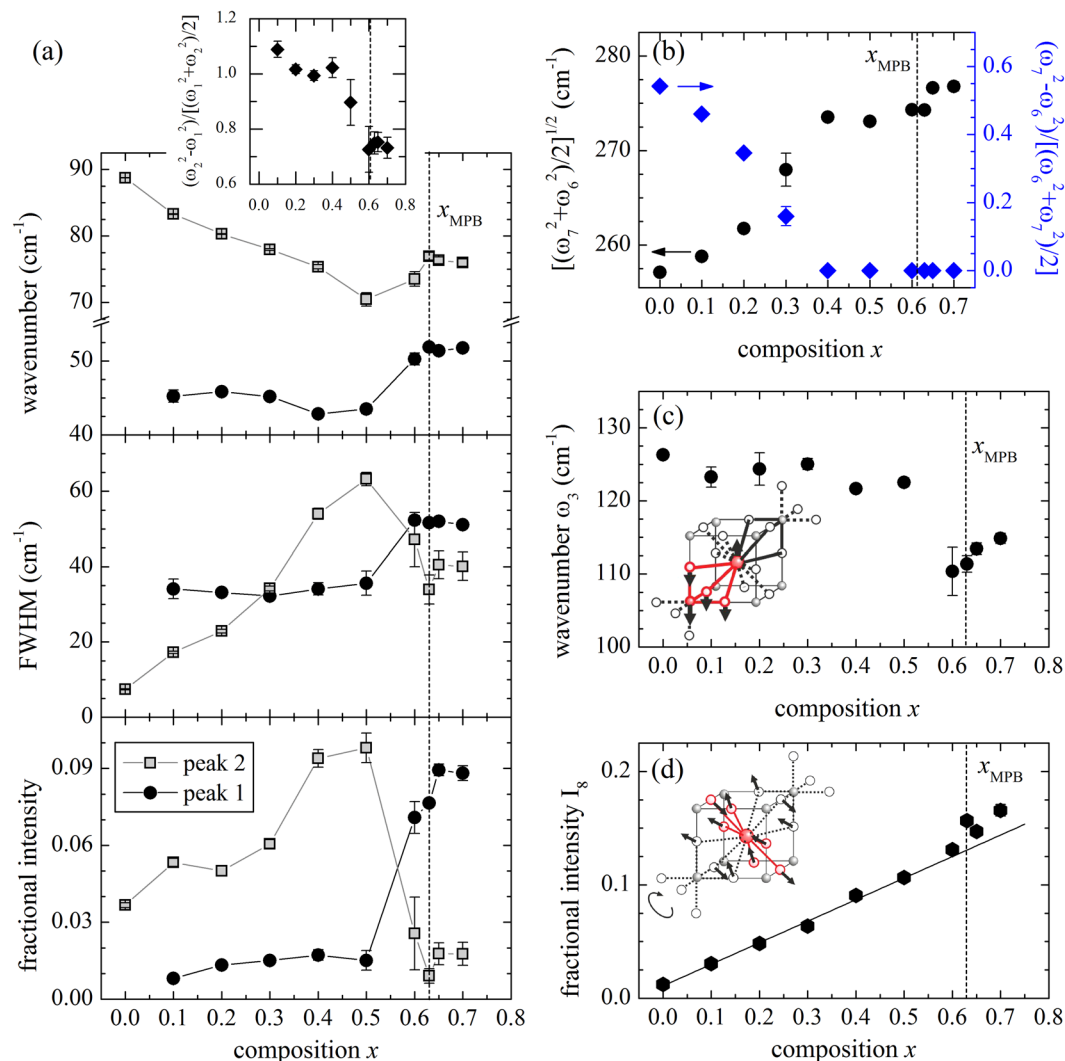 (a)
(ω₂²-ω₁²)/[(ω₁²+ω₂²)/2]
1.2
1.0
0.8
0.6
0.0 0.2 0.4 0.6 0.8
x_MPB
wavenumber (cm⁻¹)
90
80
70
50
40
FWHM (cm⁻¹)
60
40
20
0
fractional intensity
0.09
0.06
0.03
0.00
peak 2
peak 1
0.0 0.1 0.2 0.3 0.4 0.5 0.6 0.7
composition x
(b)
x_MPB
[(ω₇²+ω₆²)/2]^1/2 (cm⁻¹)
280
270
260
(ω₇²-ω₆²)/[(ω₆²+ω₇²)/2]
0.6
0.4
0.2
0.0
0.0 0.1 0.2 0.3 0.4 0.5 0.6 0.7
composition x
(c)
x_MPB
wavenumber ω₃ (cm⁻¹)
130
120
110
100
0.0 0.1 0.2 0.3 0.4 0.5 0.6 0.7 0.8
composition x
(d)
x_MPB
fractional intensity I₈
0.2
0.1
0.0
0.0 0.1 0.2 0.3 0.4 0.5 0.6 0.7 0.8
composition x